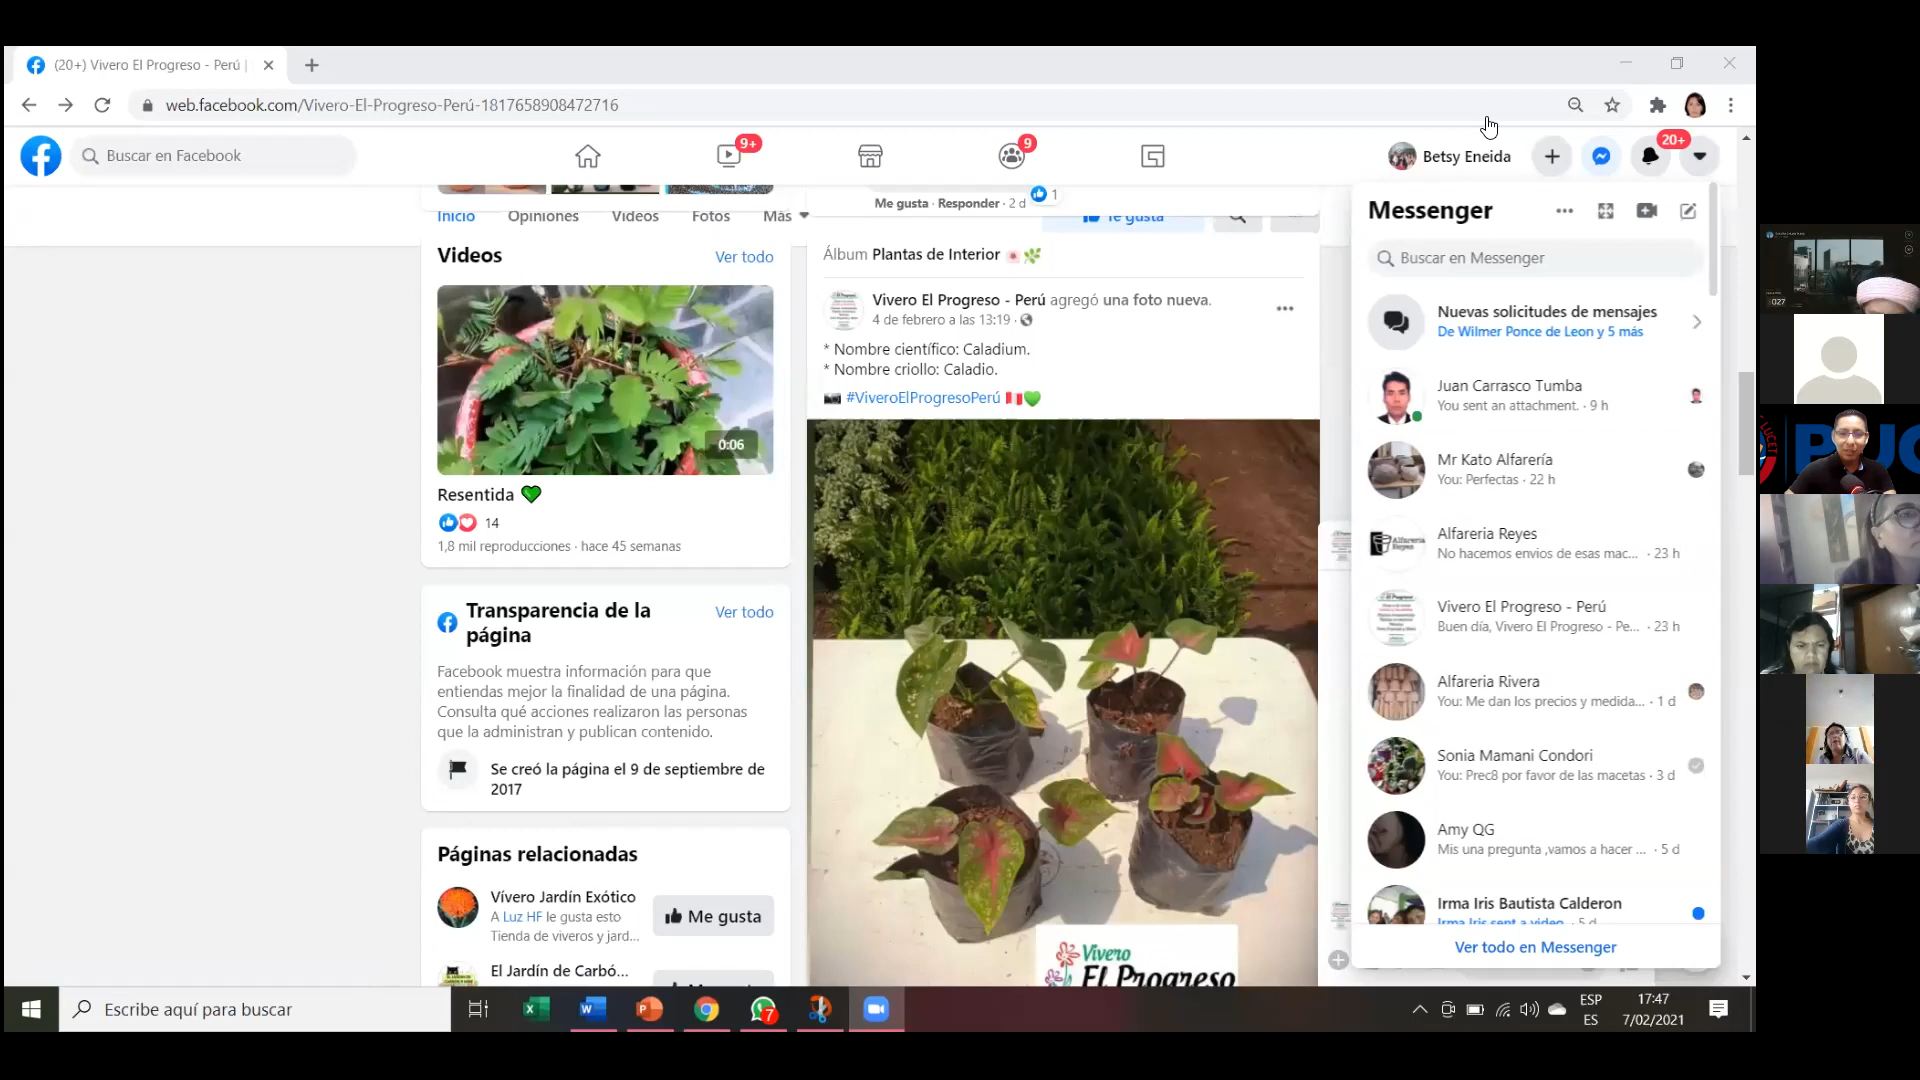 (20+) Vivero El Progreso - Perú |
web.facebook.com/Vivero-El-Progreso-Perú-1817658908472716
Buscar en Facebook
9+
9
Betsy Eneida
20+
Inicio
Opiniones
Videos
Fotos
Más
Me gusta · Responder · 2 d
1
Te gusta
Videos
Ver todo
0:06
Resentida
14
1,8 mil reproducciones · hace 45 semanas
Transparencia de la
página
Ver todo
Facebook muestra información para que
entiendas mejor la finalidad de una página.
Consulta qué acciones realizaron las personas
que la administran y publican contenido.
Se creó la página el 9 de septiembre de
2017
Páginas relacionadas
Vívero Jardín Exótico
A Luz HF le gusta esto
Tienda de viveros y jard...
Me gusta
El Jardín de Carbó...
Álbum Plantas de Interior
Vivero El Progreso - Perú agregó una foto nueva.
4 de febrero a las 13:19 ·
* Nombre científico: Caladium.
* Nombre criollo: Caladio.
#ViveroElProgresoPerú
Vivero
El Progreso
Messenger
Buscar en Messenger
Nuevas solicitudes de mensajes
De Wilmer Ponce de Leon y 5 más
Juan Carrasco Tumba
You sent an attachment. · 9 h
Mr Kato Alfarería
You: Perfectas · 22 h
Alfareria Reyes
No hacemos envios de esas mac... · 23 h
Vivero El Progreso - Perú
Buen día, Vivero El Progreso - Pe... · 23 h
Alfareria Rivera
You: Me dan los precios y medida... · 1 d
Sonia Mamani Condori
You: Prec8 por favor de las macetas · 3 d
Amy QG
Mis una pregunta ,vamos a hacer ... · 5 d
Irma Iris Bautista Calderon
Irma Iris sent a video. · 5 d
Ver todo en Messenger
Escribe aquí para buscar
7
ESP
ES
17:47
7/02/2021
027